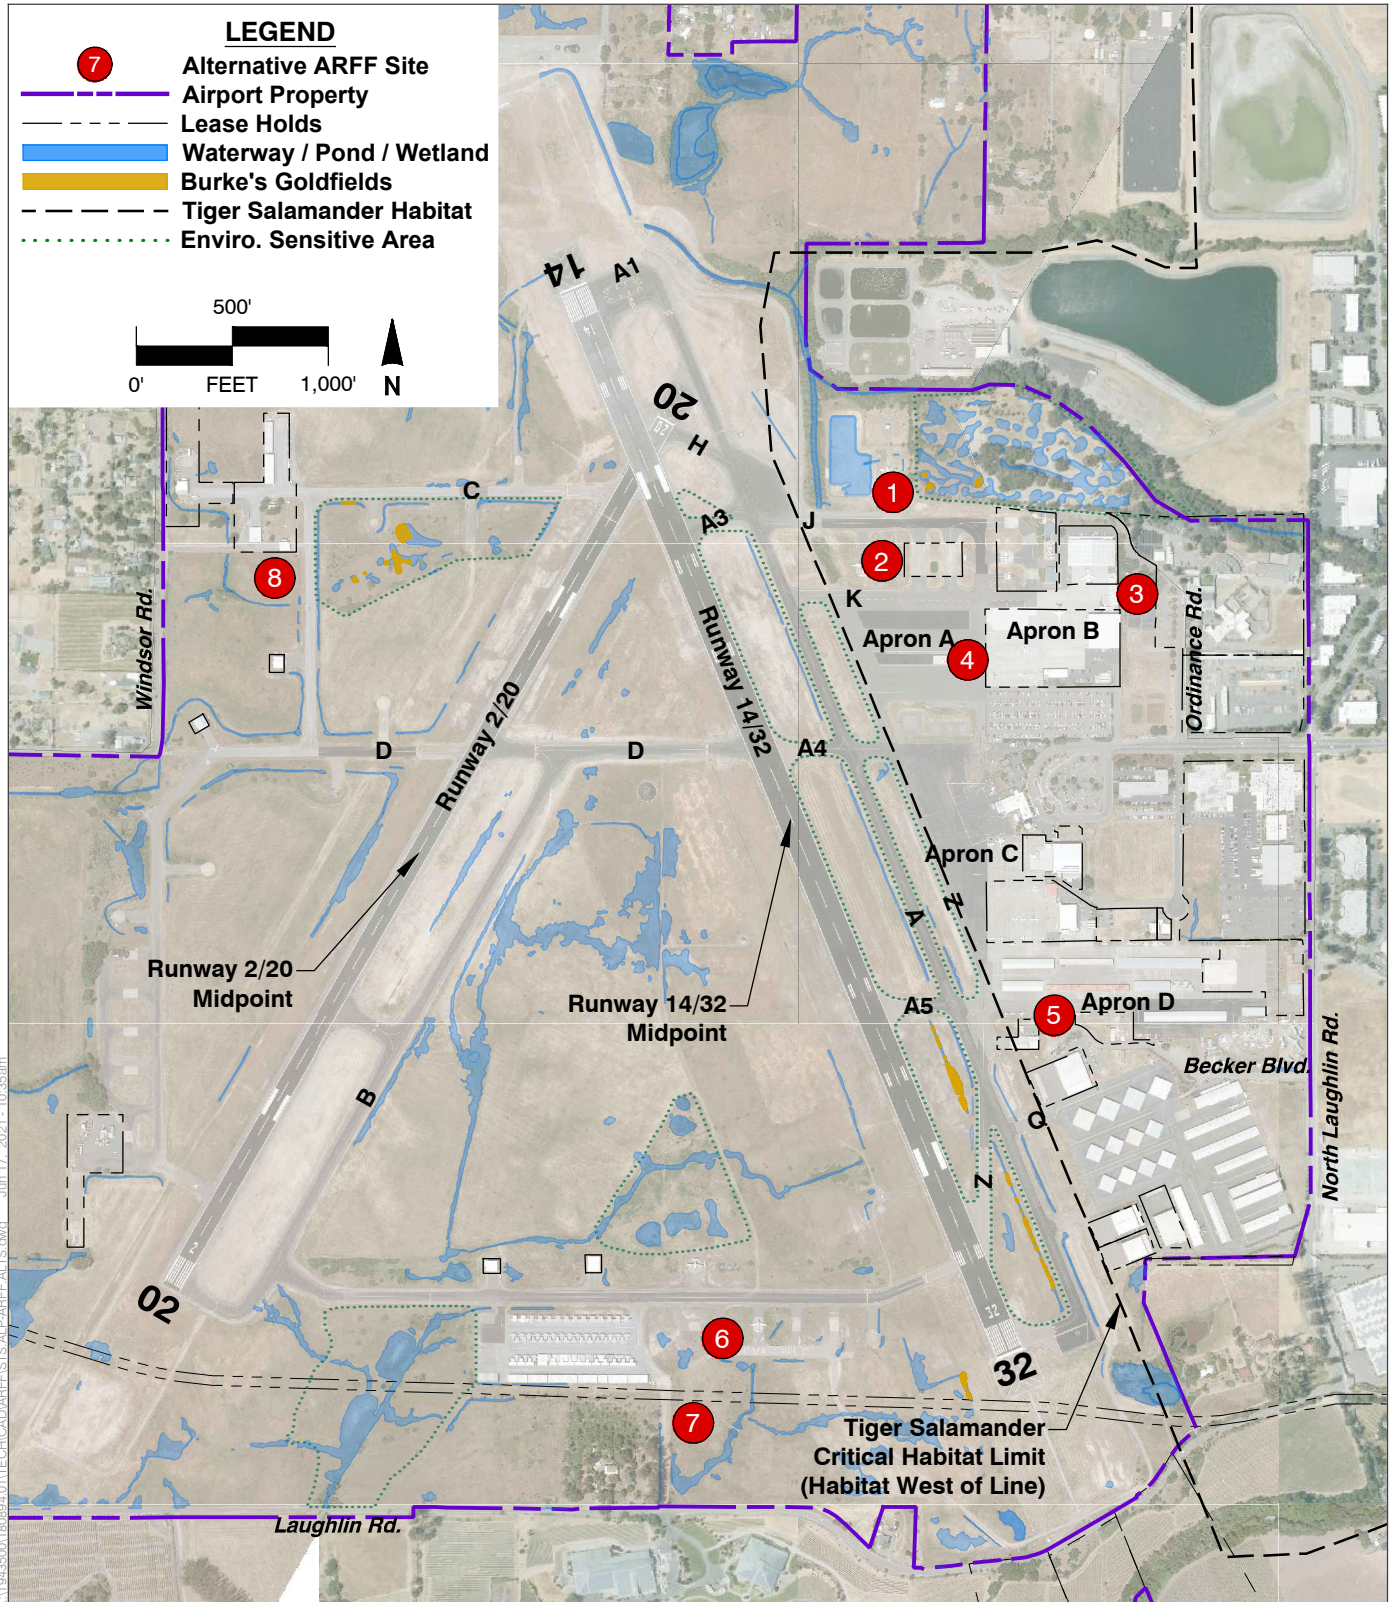 LEGEND
7 Alternative ARFF Site
Airport Property
Lease Holds
Waterway / Pond / Wetland
Burke's Goldfields
Tiger Salamander Habitat
Enviro. Sensitive Area
500'
0' FEET 1,000'
N
14
A1
20
H
C
1
A3
J
2
8
K
3
Windsor Rd.
Runway 14/32
Apron A
Apron B
4
Ordinance Rd.
Runway 2/20
D
D
A4
Apron C
A
Z
Runway 2/20
Midpoint
Runway 14/32
Midpoint
A5
5
Apron D
Becker Blvd.
North Laughlin Rd.
B
Q
Z
2
32
02
6
32
7
Tiger Salamander
Critical Habitat Limit
(Habitat West of Line)
Laughlin Rd.